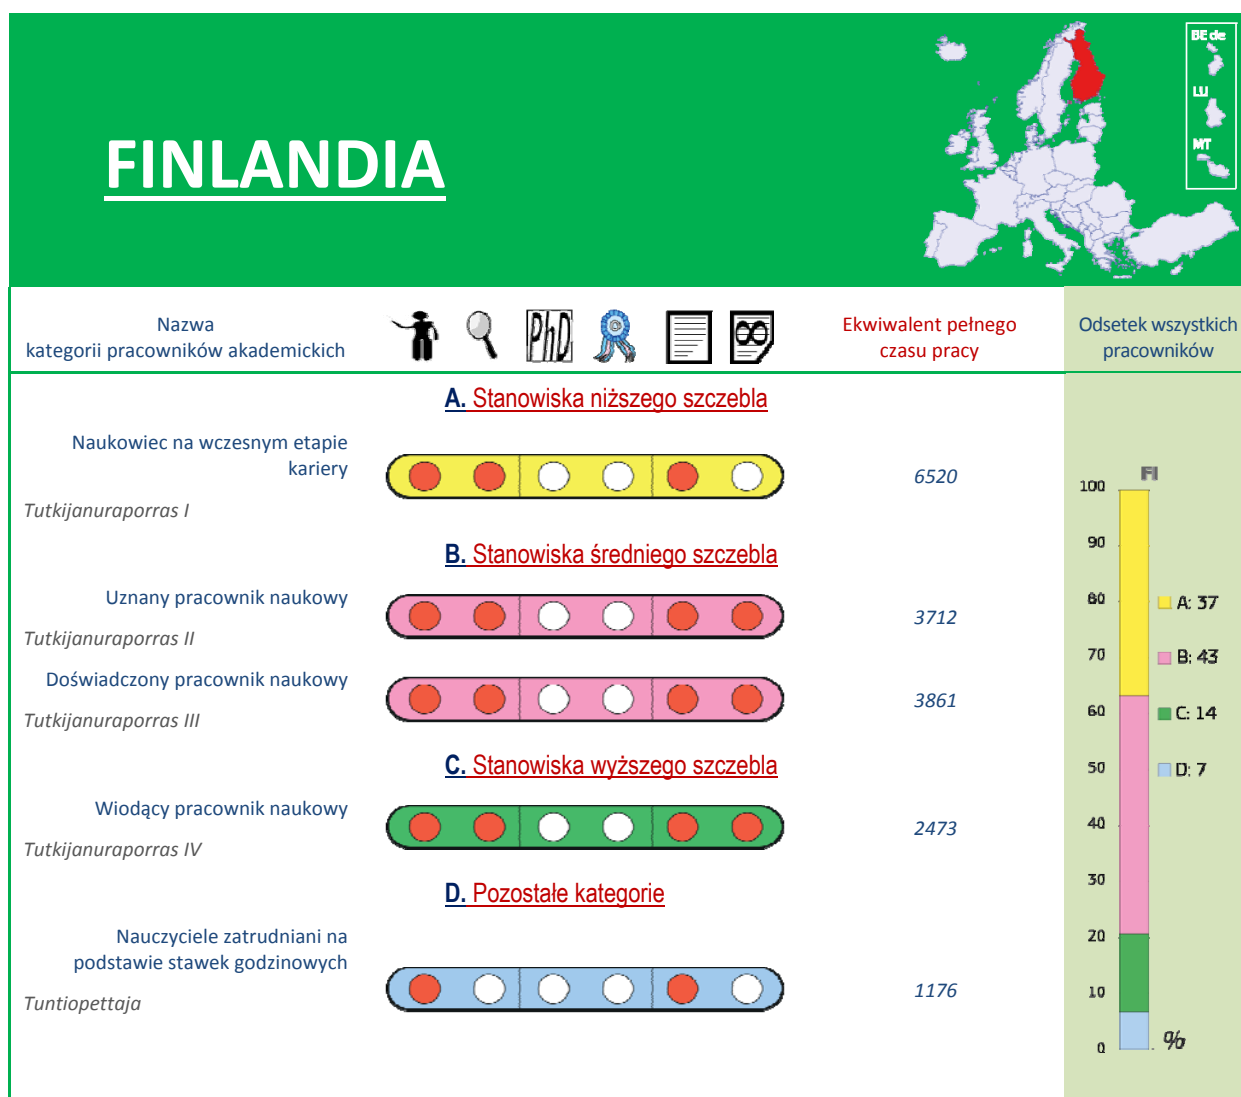 BE de
LU
MT
FINLANDIA
Nazwa
kategorii pracowników akademickich
PhD
Ekwiwalent pełnego
czasu pracy
Odsetek wszystkich
pracowników
A. Stanowiska niższego szczebla
Naukowiec na wczesnym etapie
kariery
Tutkijanuraporras I
6520
B. Stanowiska średniego szczebla
Uznany pracownik naukowy
Tutkijanuraporras II
3712
Doświadczony pracownik naukowy
Tutkijanuraporras III
3861
C. Stanowiska wyższego szczebla
Wiodący pracownik naukowy
Tutkijanuraporras IV
2473
D. Pozostałe kategorie
Nauczyciele zatrudniani na
podstawie stawek godzinowych
Tuntiopettaja
1176
FI
100
90
80
70
60
50
40
30
20
10
0
%
A: 37
B: 43
C: 14
D: 7